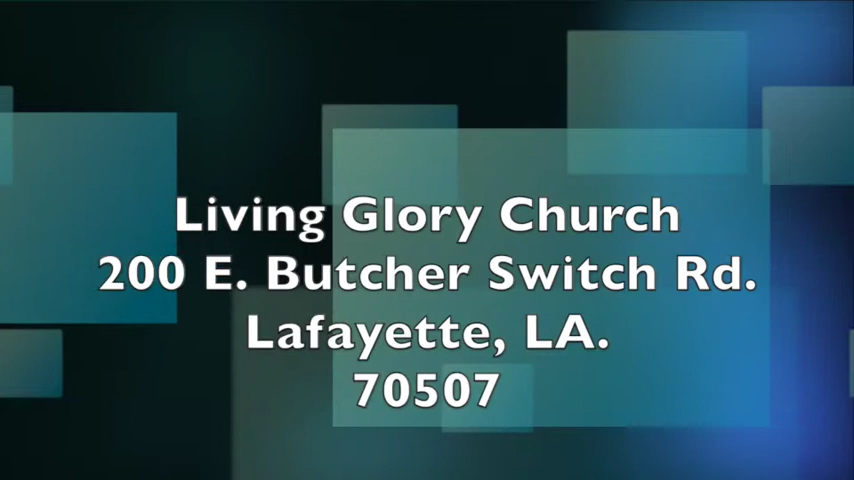 Living Glory Church
200 E. Butcher Switch Rd.
Lafayette, LA.
70507